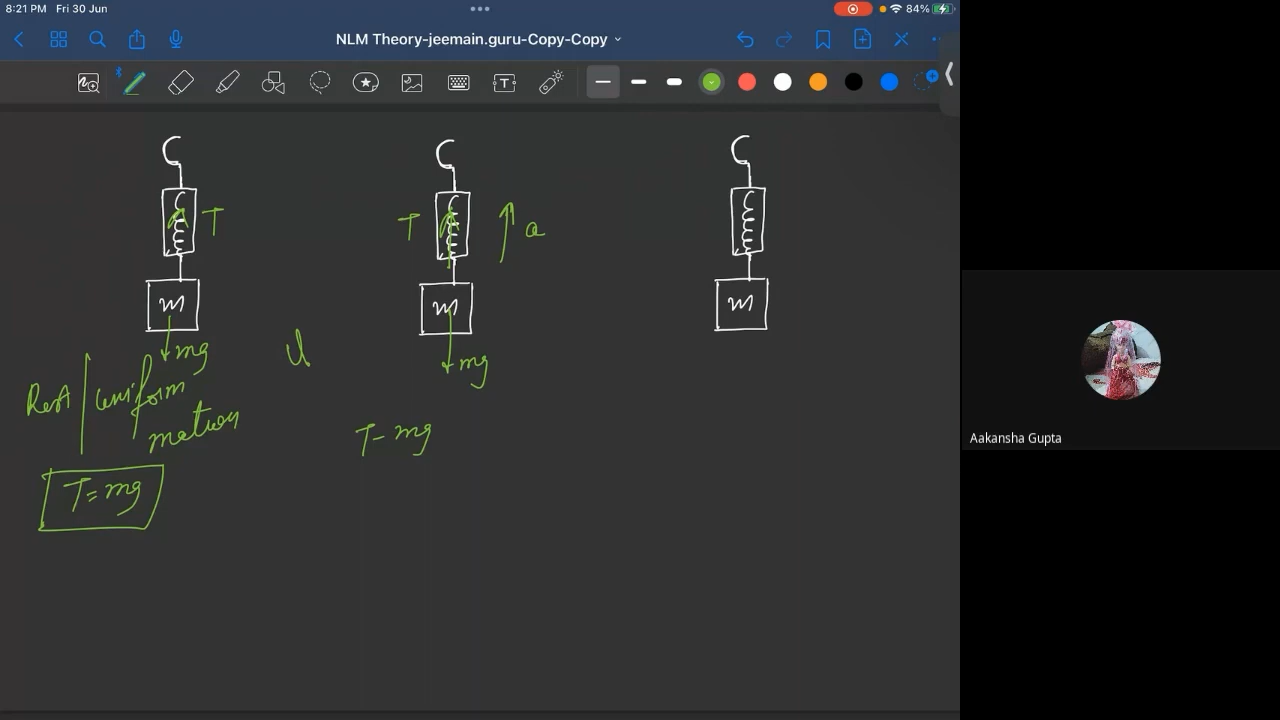 8:21 PM Fri 30 Jun
84%
NLM Theory-jeemain.guru-Copy-Copy
T
T
a
m
m
m
mg
mg
Rest
uniform
motion
T - mg
T = mg
Aakansha Gupta